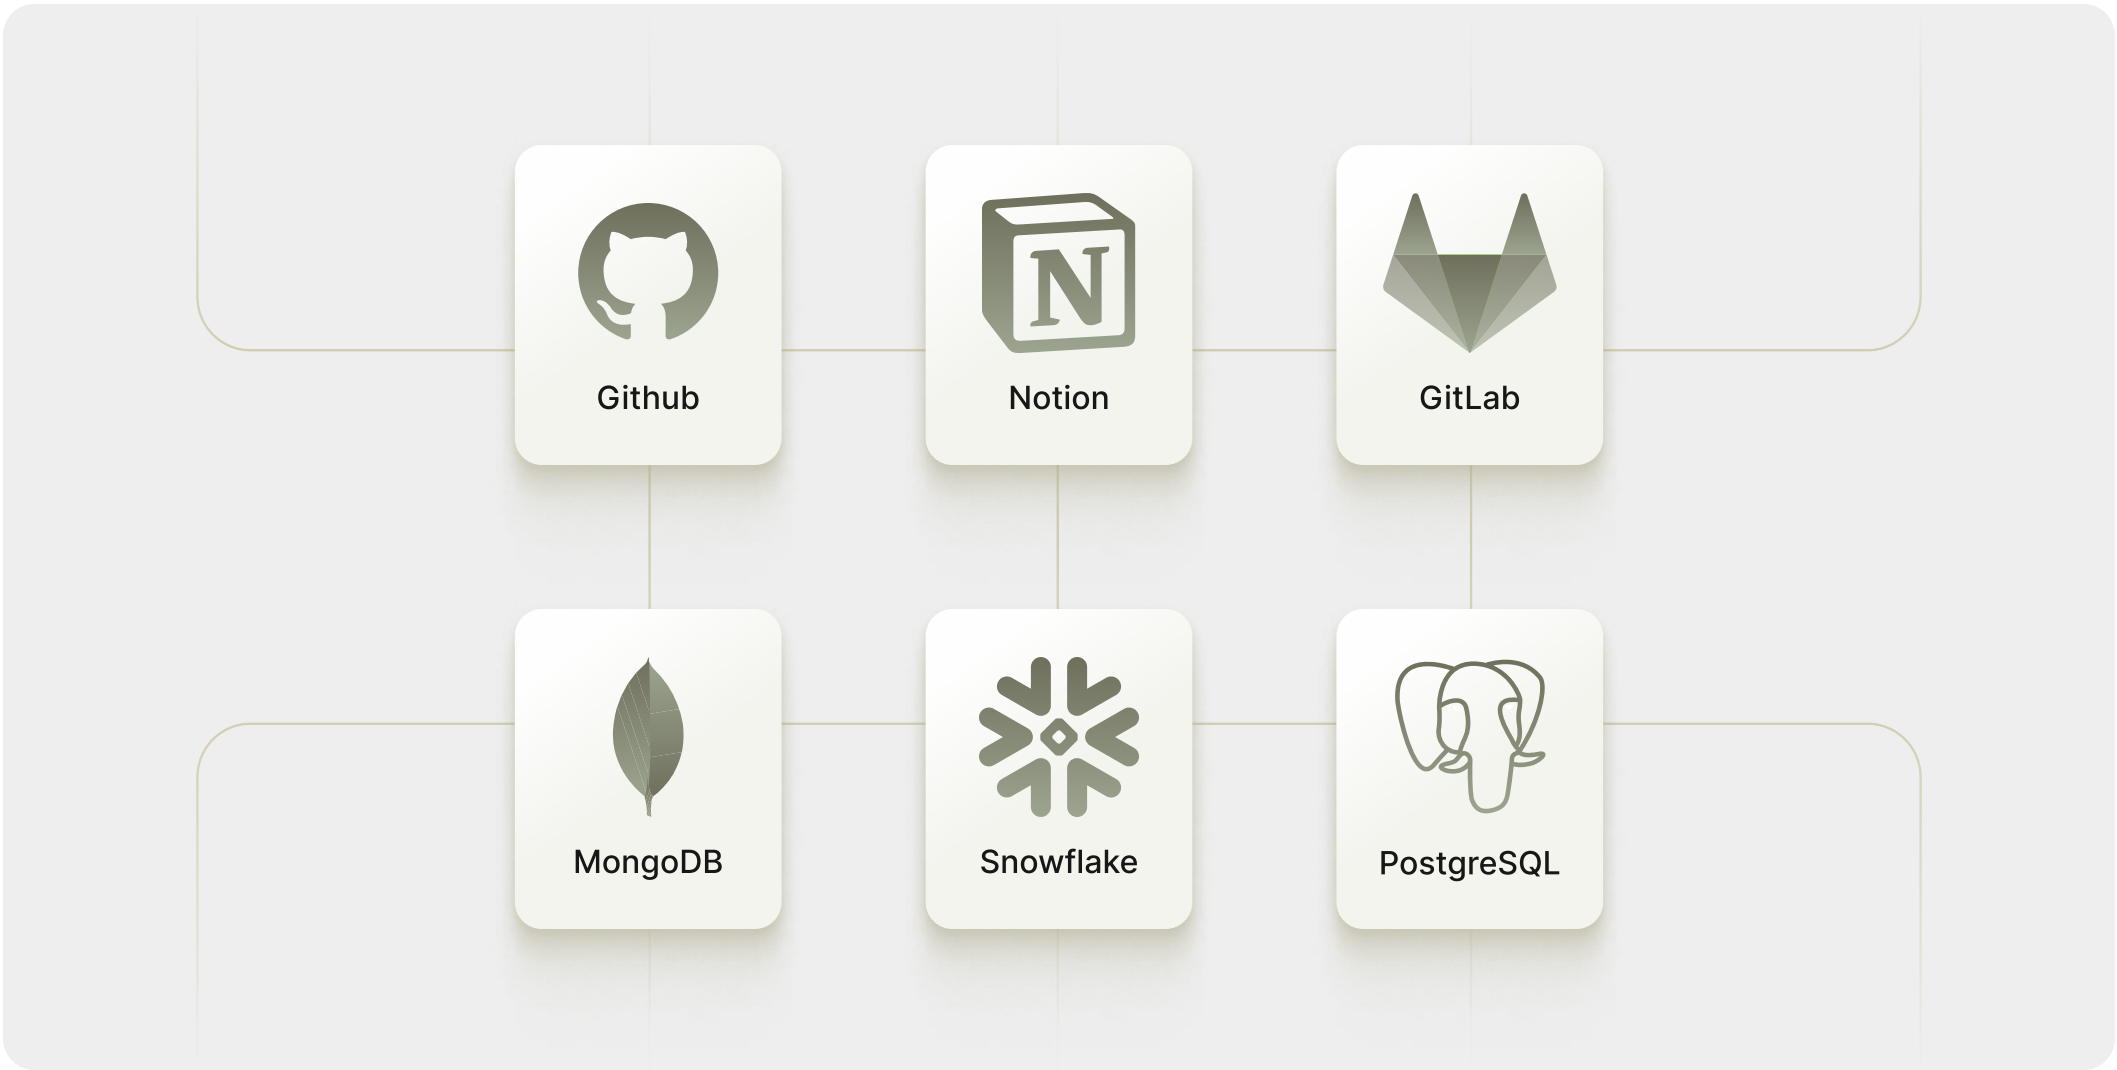 Github
Notion
GitLab
MongoDB
Snowflake
PostgreSQL